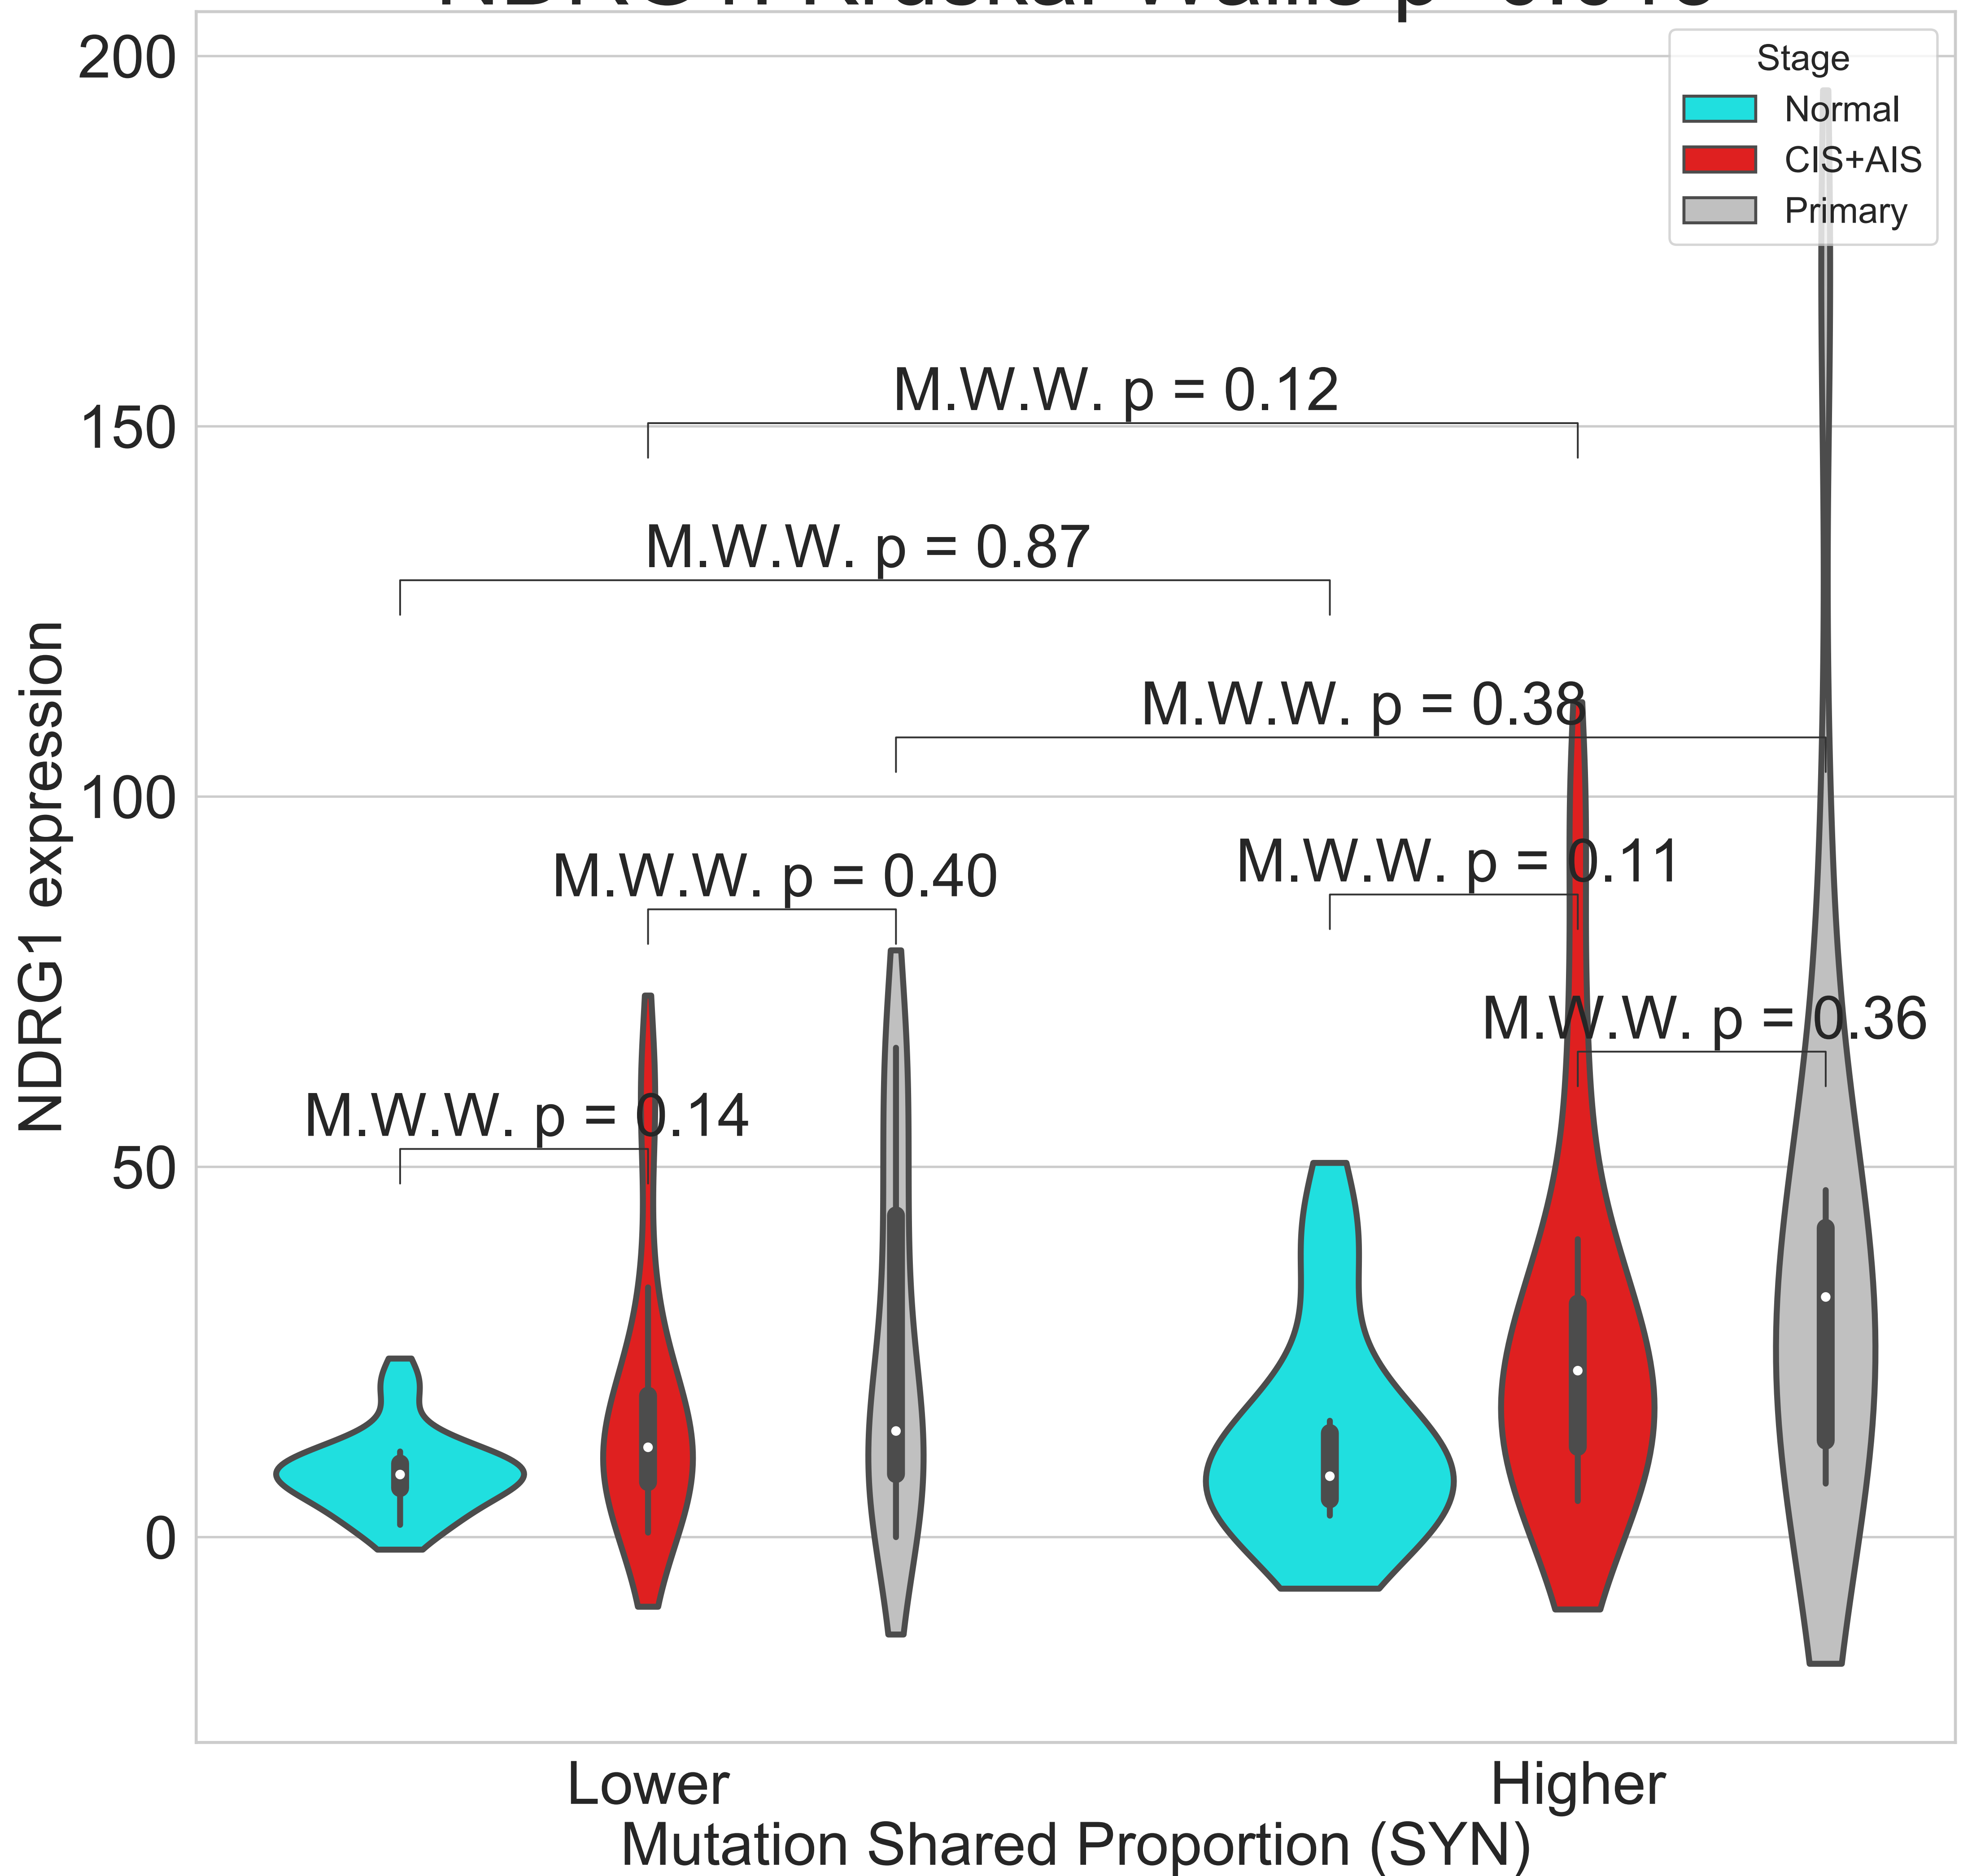 200
Stage
Normal
CIS+AIS
Primary
M.W.W. p = 0.12
150
M.W.W. p = 0.87
M.W.W. p = 0.38
100
M.W.W. p = 0.40
M.W.W. p = 0.11
M.W.W. p = 0.36
M.W.W. p = 0.14
50
0
NDRG1 expression
Lower
Higher
Mutation Shared Proportion (SYN)